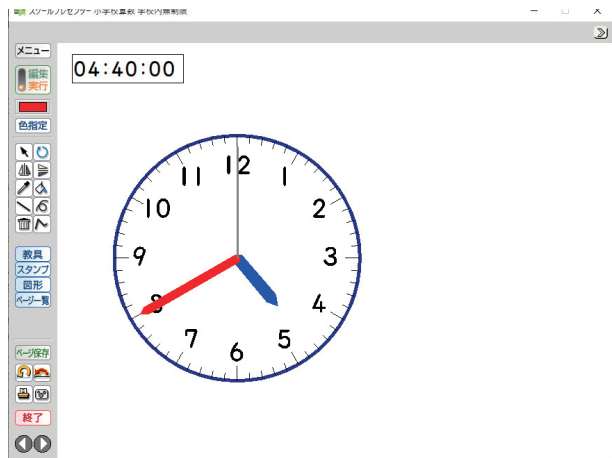 スクールプレゼンター 小学校算数 学校内無制限
メニュー
編集
実行
色指定
教具
スタンプ
図形
ページ一覧
ページ保存
終了
04:40:00
12
1
2
3
4
5
6
7
8
9
10
11